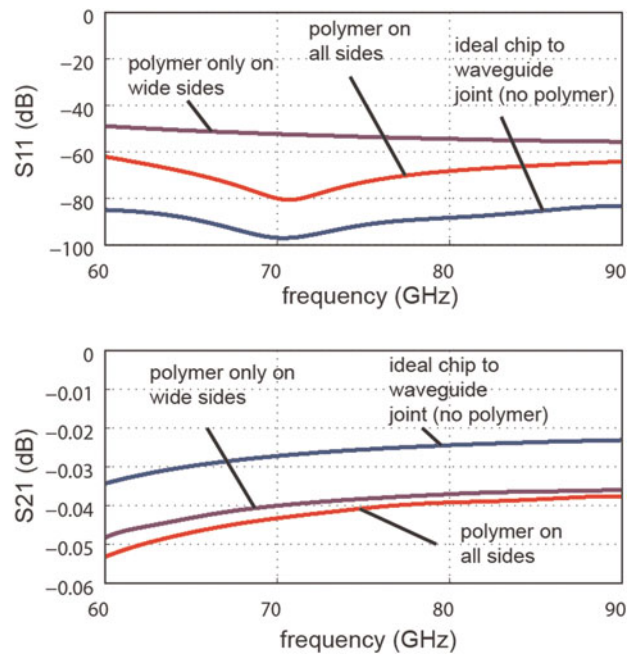 0
−20
−40
−60
−80
−100
S11 (dB)
polymer only on
wide sides
polymer on
all sides
ideal chip to
waveguide
joint (no polymer)
60
70
80
90
frequency (GHz)
0
−0.01
−0.02
−0.03
−0.04
−0.05
−0.06
S21 (dB)
polymer only on
wide sides
ideal chip to
waveguide
joint (no polymer)
polymer on
all sides
60
70
80
90
frequency (GHz)